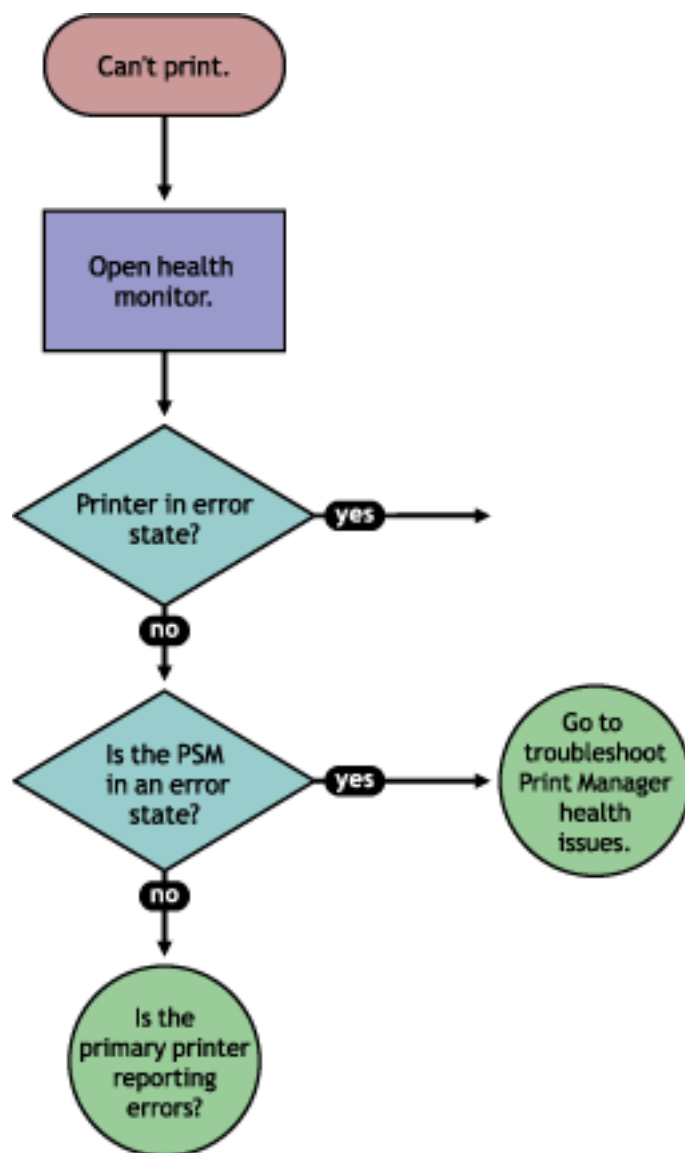 Can't print.
Open health
monitor.
Printer in error
state?
yes
no
Is the PSM
in an error
state?
yes
Go to
troubleshoot
Print Manager
health
issues.
no
Is the
primary printer
reporting
errors?